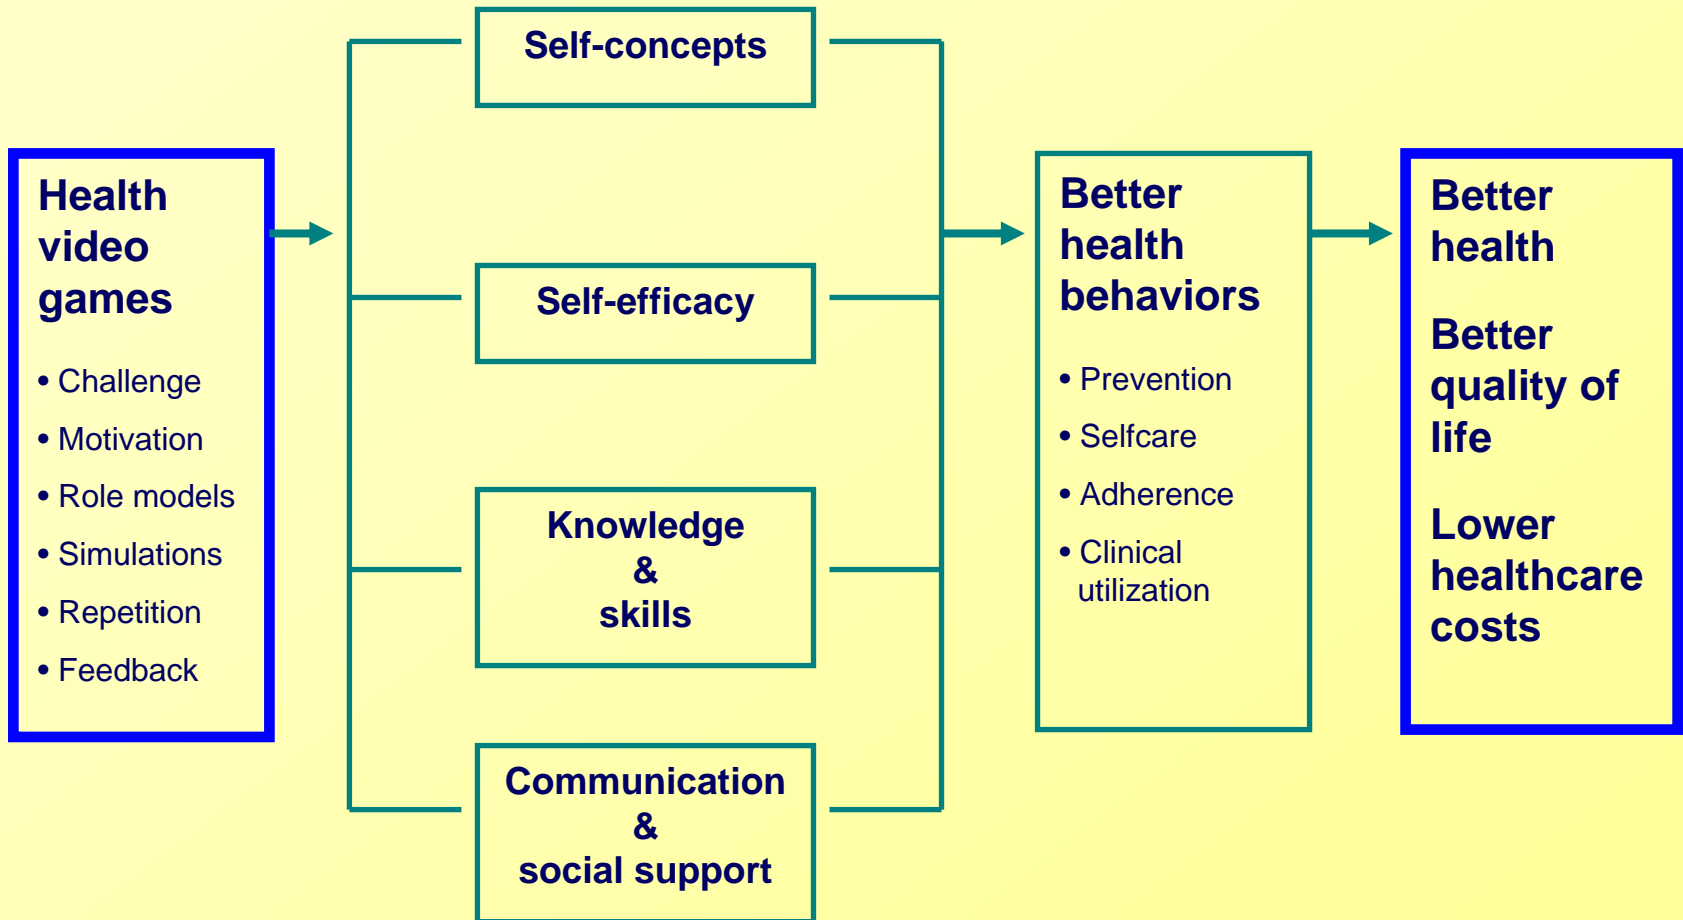 Health
video
games
• Challenge
• Motivation
• Role models
• Simulations
• Repetition
• Feedback
Self-concepts
Self-efficacy
Knowledge
&
skills
Communication
&
social support
Better
health
behaviors
• Prevention
• Selfcare
• Adherence
• Clinical
utilization
Better
health
Better
quality of
life
Lower
healthcare
costs